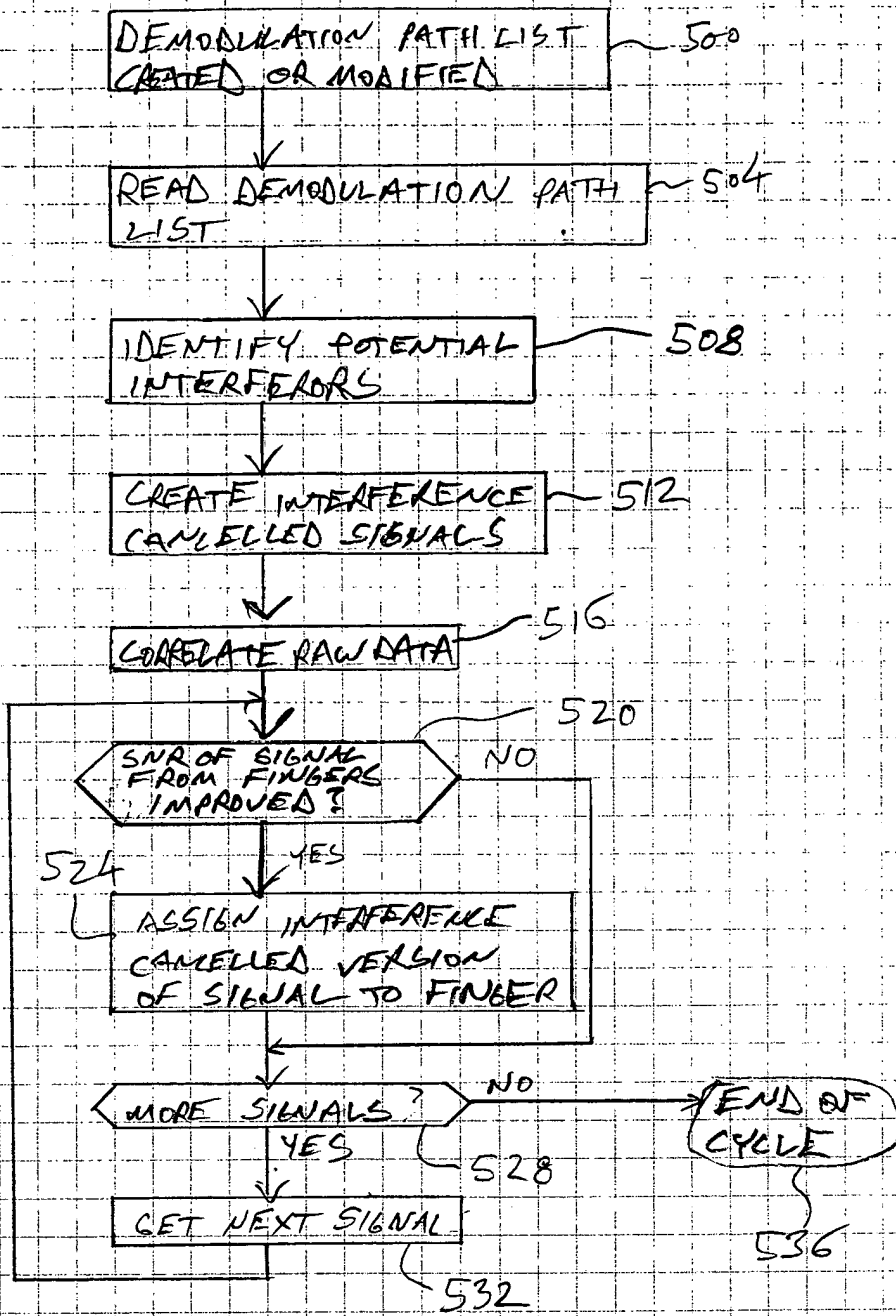 DEMODULATION PATH LIST
CREATED OR MODIFIED
500
READ DEMODULATION PATH
LIST
504
IDENTIFY POTENTIAL
INTERFERORS
508
CREATE INTERFERENCE
CANCELLED SIGNALS
512
CORRELATE RAW DATA
516
520
SNR OF SIGNAL
FROM FINGERS
IMPROVED?
NO
YES
524
ASSIGN INTERFERENCE
CANCELLED VERSION
OF SIGNAL TO FINGER
MORE SIGNALS?
NO
END OF
CYCLE
YES
528
GET NEXT SIGNAL
536
532